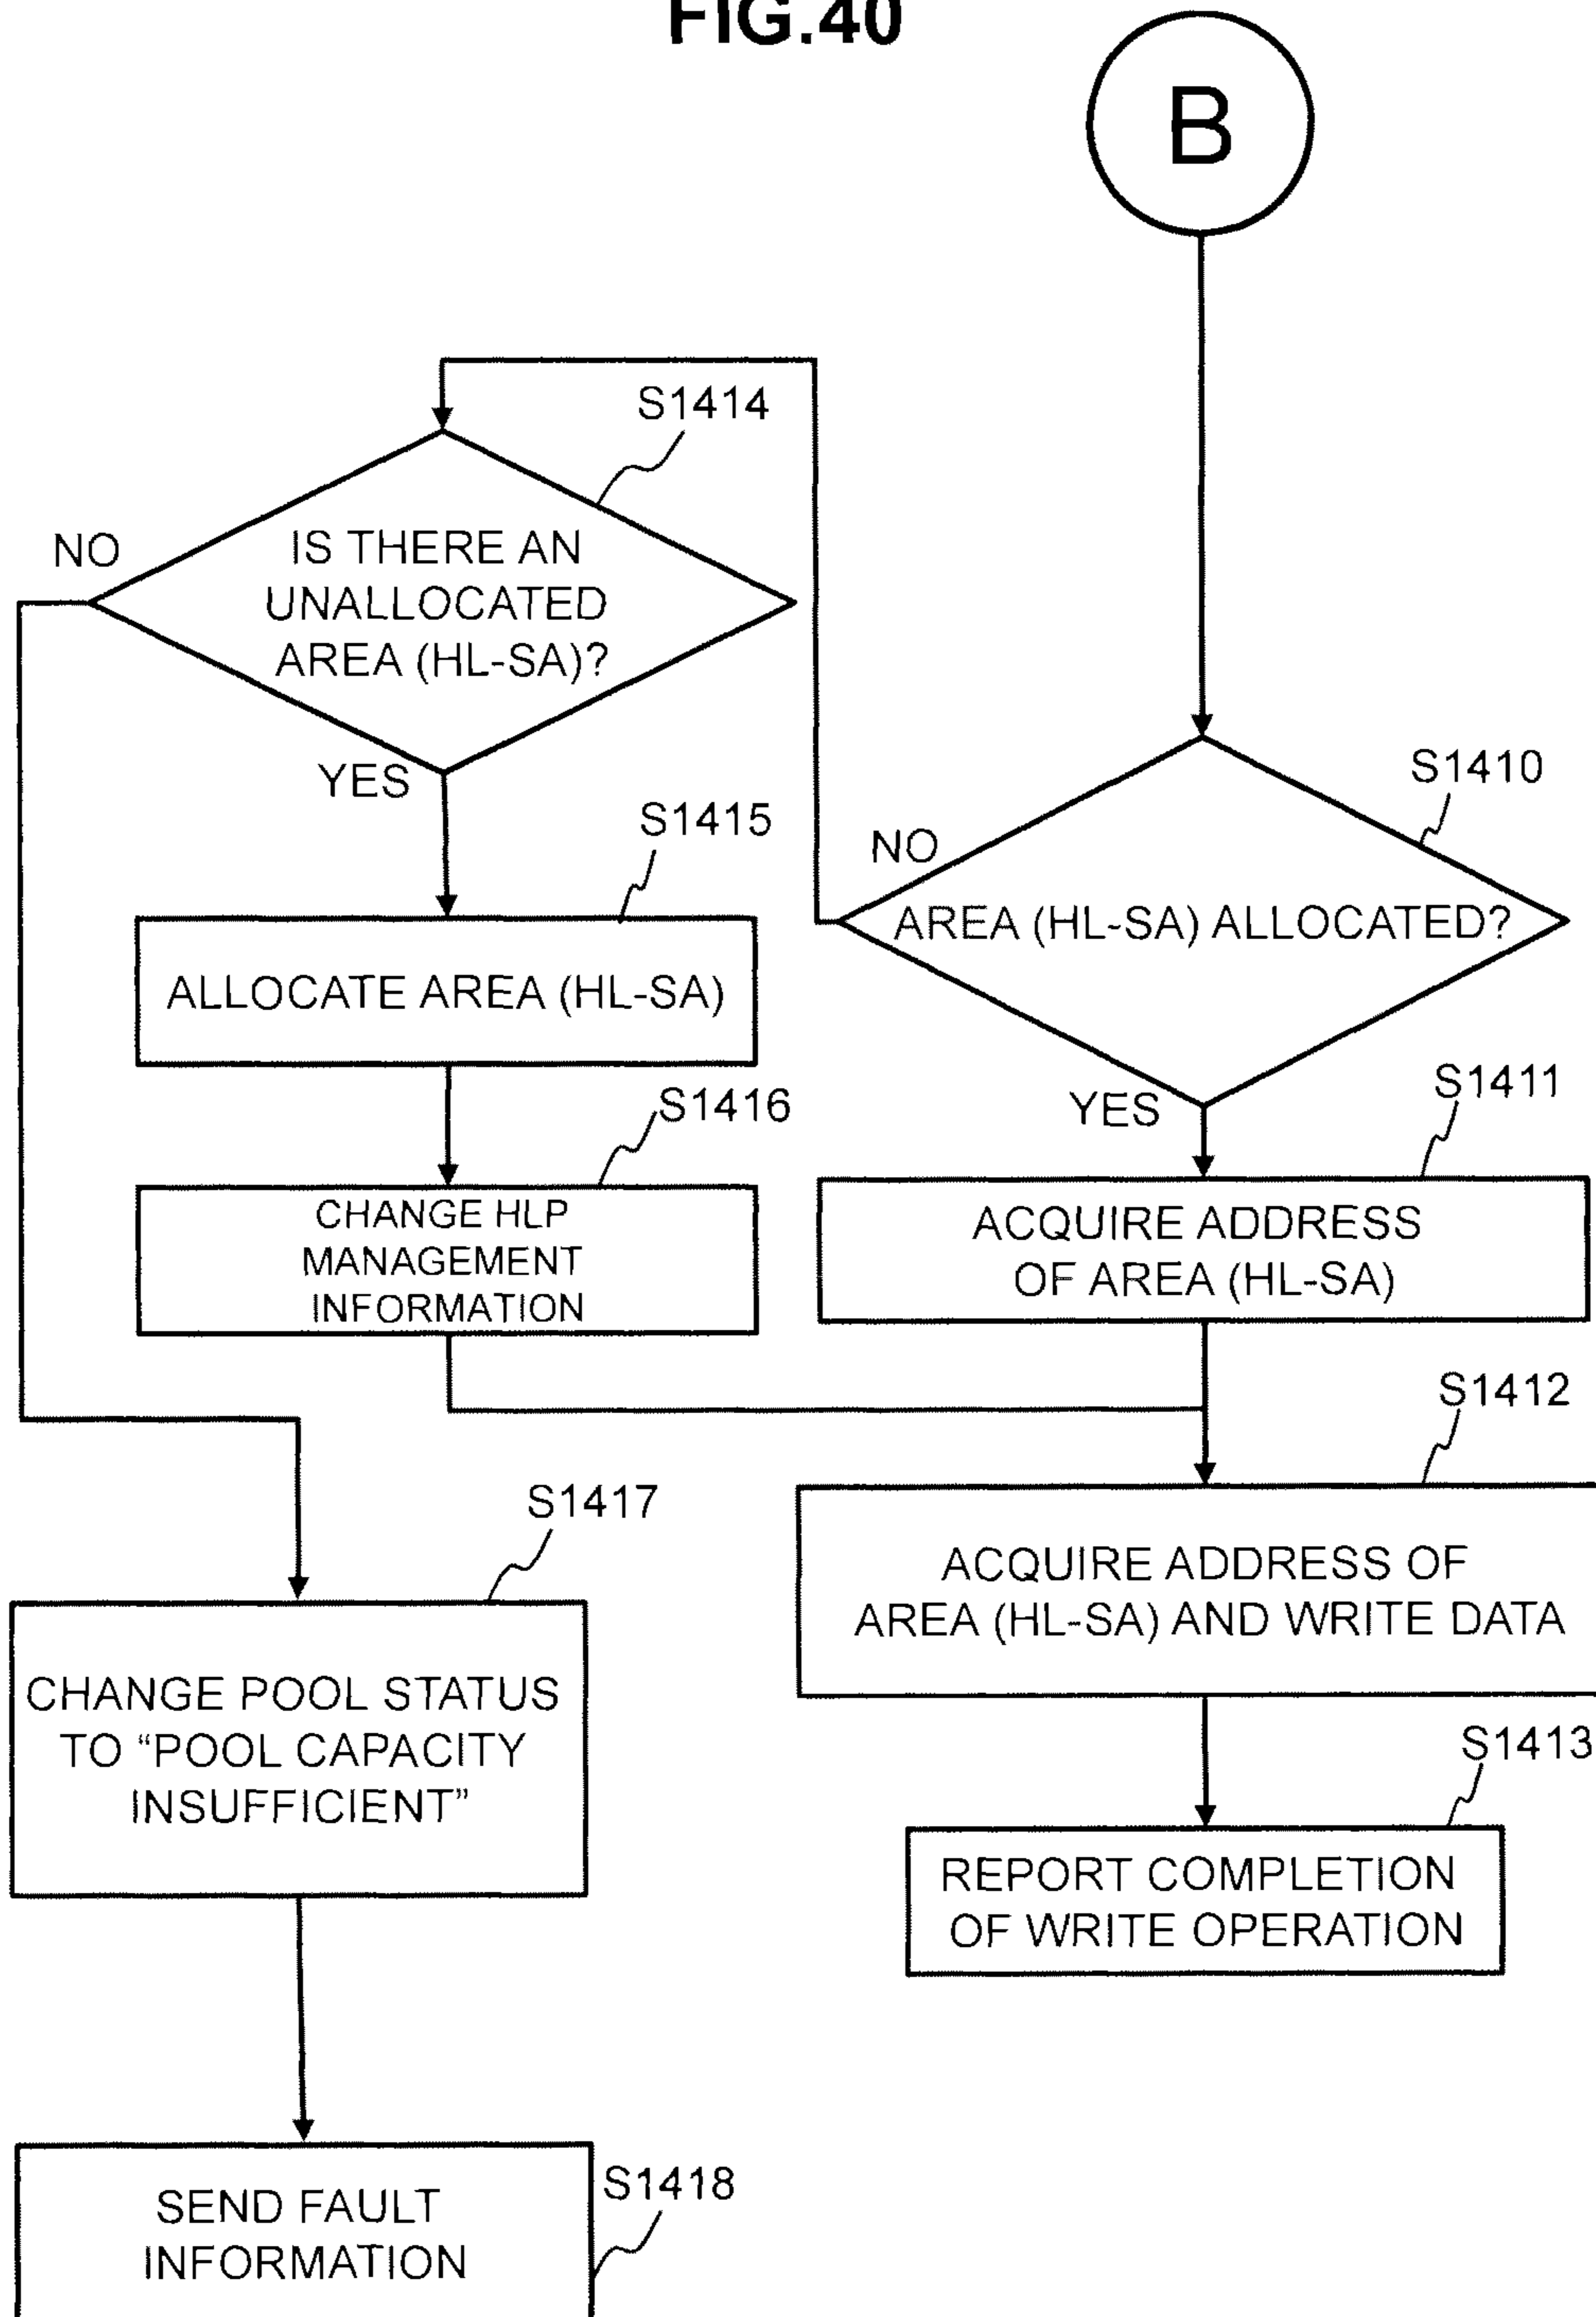 FIG.40
B
S1414
NO
IS THERE AN
UNALLOCATED
AREA (HL-SA)?
YES
S1410
NO
AREA (HL-SA) ALLOCATED?
YES
S1415
ALLOCATE AREA (HL-SA)
S1416
CHANGE HLP
MANAGEMENT
INFORMATION
S1411
ACQUIRE ADDRESS
OF AREA (HL-SA)
S1412
ACQUIRE ADDRESS OF
AREA (HL-SA) AND WRITE DATA
S1417
CHANGE POOL STATUS
TO “POOL CAPACITY
INSUFFICIENT”
S1413
REPORT COMPLETION
OF WRITE OPERATION
S1418
SEND FAULT
INFORMATION